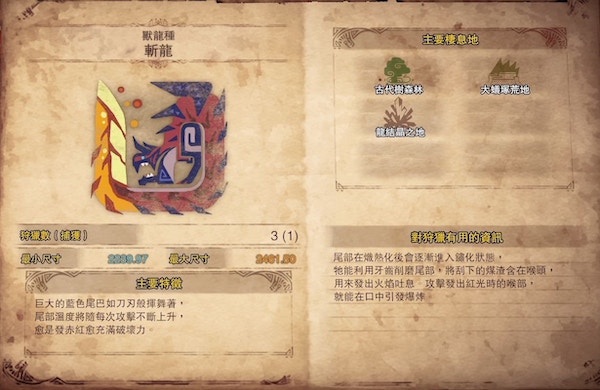 獸龍種
斬龍
狩獵數（捕獲） 3 (1)
最小尺寸 2239.97 最大尺寸 2481.50
主要特徵
巨大的藍色尾巴如刀刃般揮舞著，
尾部溫度將隨每次攻擊不斷上升，
愈是發赤紅愈充滿破壞力。
主要棲息地
古代樹森林 大蟻塚荒地
龍結晶之地
對狩獵有用的資訊
尾部在熾熱化後會逐漸進入鏽化狀態，
牠能利用牙齒削磨尾部，將刮下的煤渣含在喉頭，
用來發出火焰吐息。攻擊發出紅光時的喉部，
就能在口中引發爆炸。